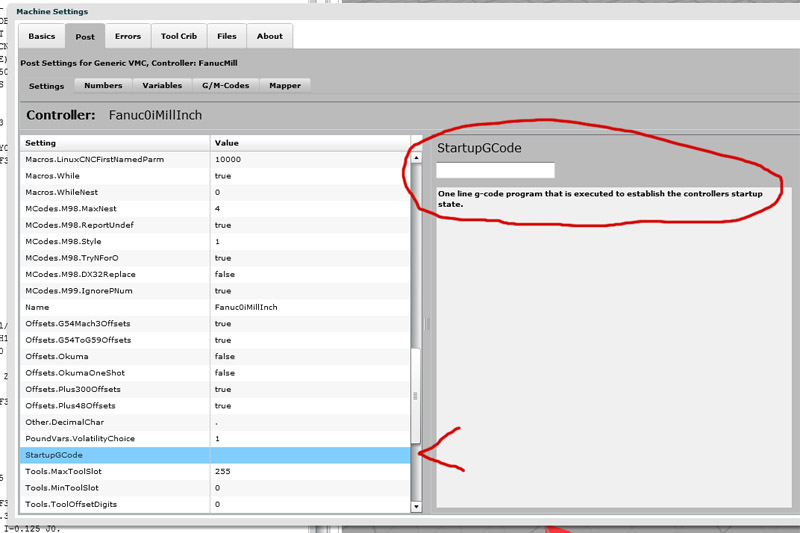 Machine Settings
Basics Post Errors Tool Crib Files About
Post Settings for Generic VMC, Controller: FanucMill
Settings Numbers Variables G/M-Codes Mapper
Controller: Fanuc0iMillInch
Setting Value
Macros.LinuxCNCFirstNamedParm 10000
Macros.While true
Macros.WhileNest 0
MCodes.M98.MaxNest 4
MCodes.M98.ReportUndef true
MCodes.M98.Style 1
MCodes.M98.TryNForO true
MCodes.M98.DX32Replace false
MCodes.M99.IgnorePNum true
Name Fanuc0iMillInch
Offsets.G54Mach3Offsets true
Offsets.G54ToG59Offsets true
Offsets.Okuma false
Offsets.OkumaOneShot false
Offsets.Plus300Offsets true
Offsets.Plus48Offsets true
Other.DecimalChar .
PoundVars.VolatilityChoice 1
StartupGCode
Tools.MaxToolSlot 255
Tools.MinToolSlot 0
Tools.ToolOffsetDigits 0
StartupGCode
One line g-code program that is executed to establish the controllers startup
state.
I-0.125 J0.